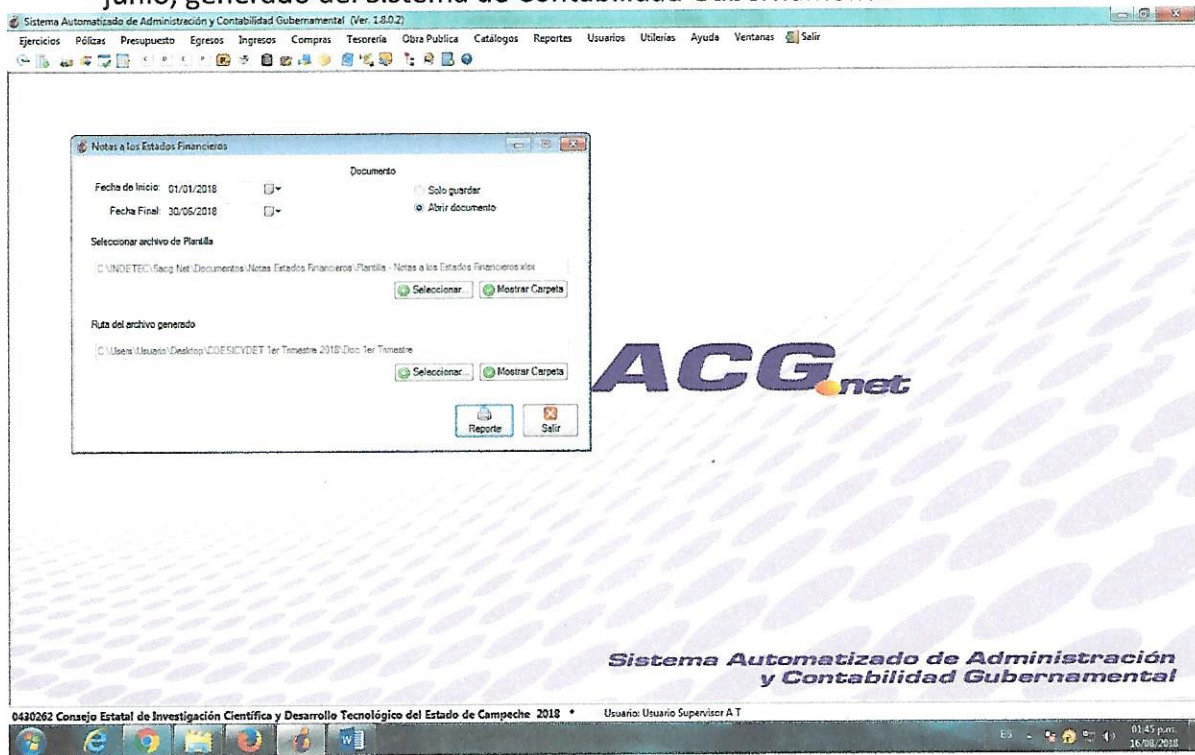 junio, generado del Sistema de Contabilidad Gubernamental
Sistema Automatizado de Administración y Contabilidad Gubernamental (Ver. 1.8.0.2)
Ejercicios Pólizas Presupuesto Egresos Ingresos Compras Tesorería Obra Publica Catálogos Reportes Usuarios Utilerias Ayuda Ventanas Salir
Notas a los Estados Financieros
Documento
Fecha de Inicio: 01/01/2018
Solo guardar
Fecha Final: 30/06/2018
Abrir documento
Seleccionar archivo de Plantilla
C:\INDETEC\Sacg Net\Documentos\Notas Estados Financieros\Plantilla - Notas a los Estados Financieros.xlsx
Seleccionar... Mostrar Carpeta
Ruta del archivo generado
C:\Users\Usuario\Desktop\COESICYDET 1er Trimestre 2018\Doc 1er Trimestre
Seleccionar... Mostrar Carpeta
Reporte Salir
ACG.net
Sistema Automatizado de Administración
y Contabilidad Gubernamental
0430262 Consejo Estatal de Investigación Científica y Desarrollo Tecnológico del Estado de Campeche 2018 * Usuario: Usuario Supervisor A T
ES 01:45 p.m.
16/08/2018